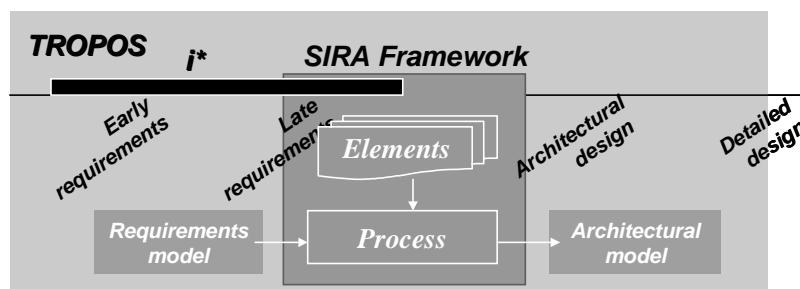 TROPOS
i*
SIRA Framework
Early
requirements
Late
requirements
Architectural
design
Detailed
design
Elements
Requirements
model
Process
Architectural
model